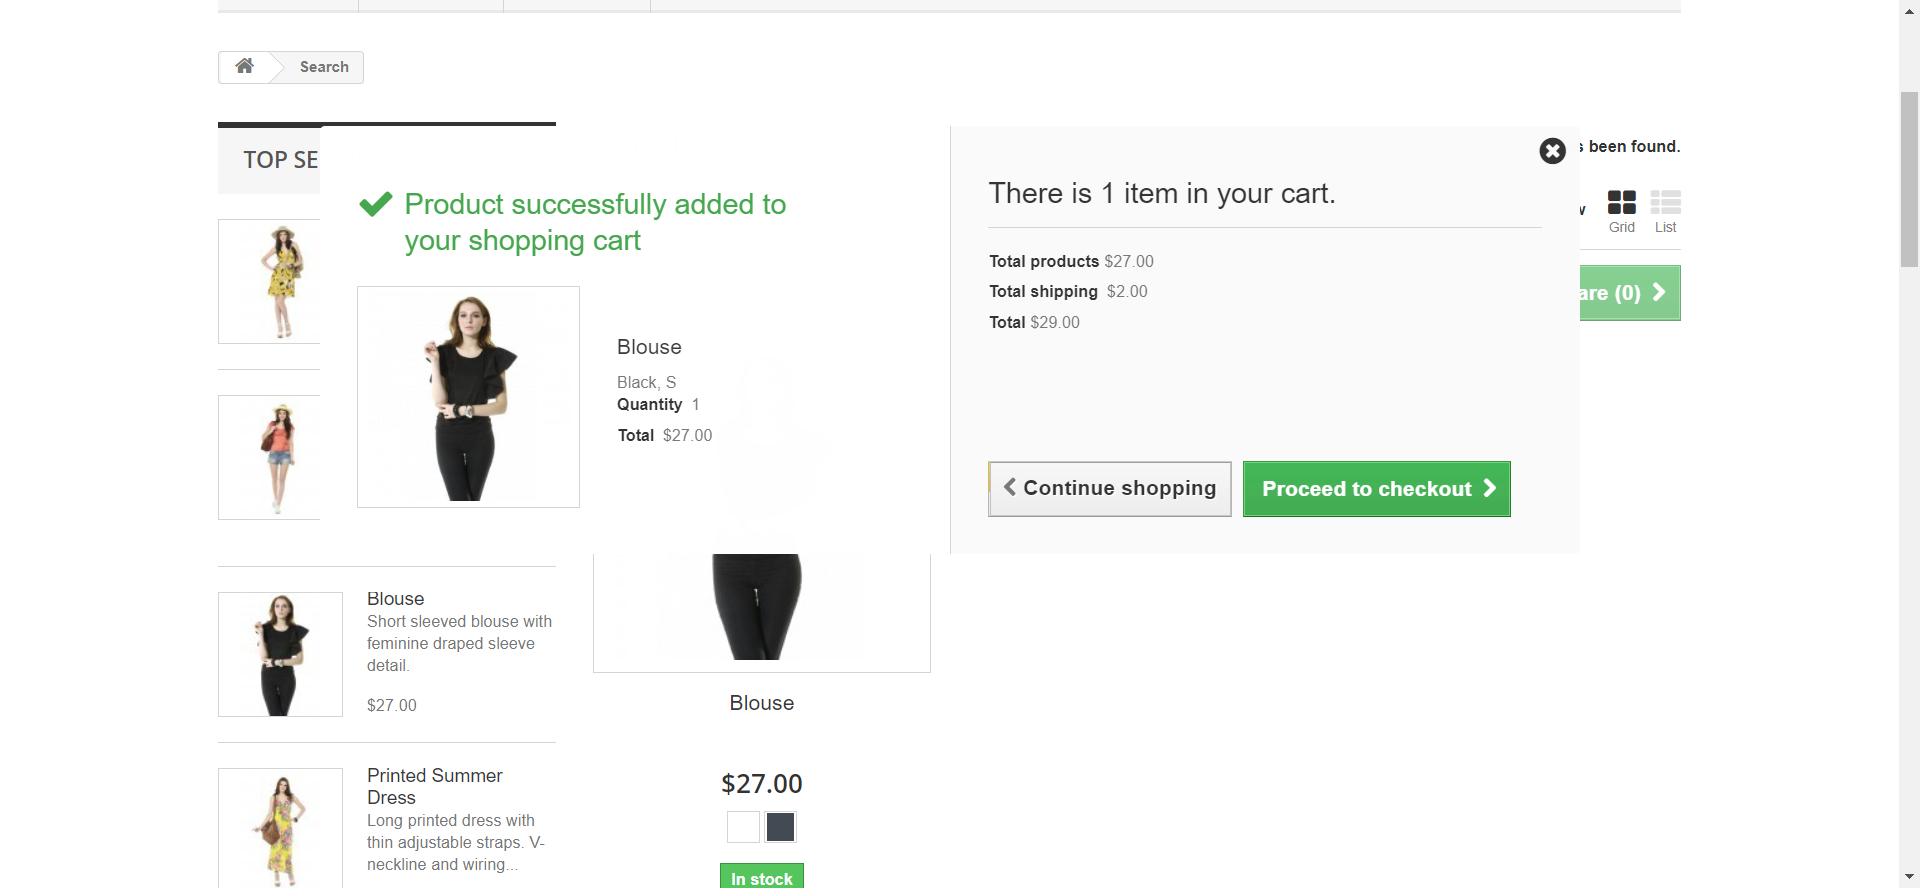 Search
TOP SE
been found.
Grid
List
are (0)
Product successfully added to
your shopping cart
Blouse
Black, S
Quantity 1
Total $27.00
There is 1 item in your cart.
Total products $27.00
Total shipping $2.00
Total $29.00
Continue shopping
Proceed to checkout
Blouse
Short sleeved blouse with
feminine draped sleeve
detail.
$27.00
Printed Summer
Dress
Long printed dress with
thin adjustable straps. V-
neckline and wiring...
Blouse
$27.00
In stock